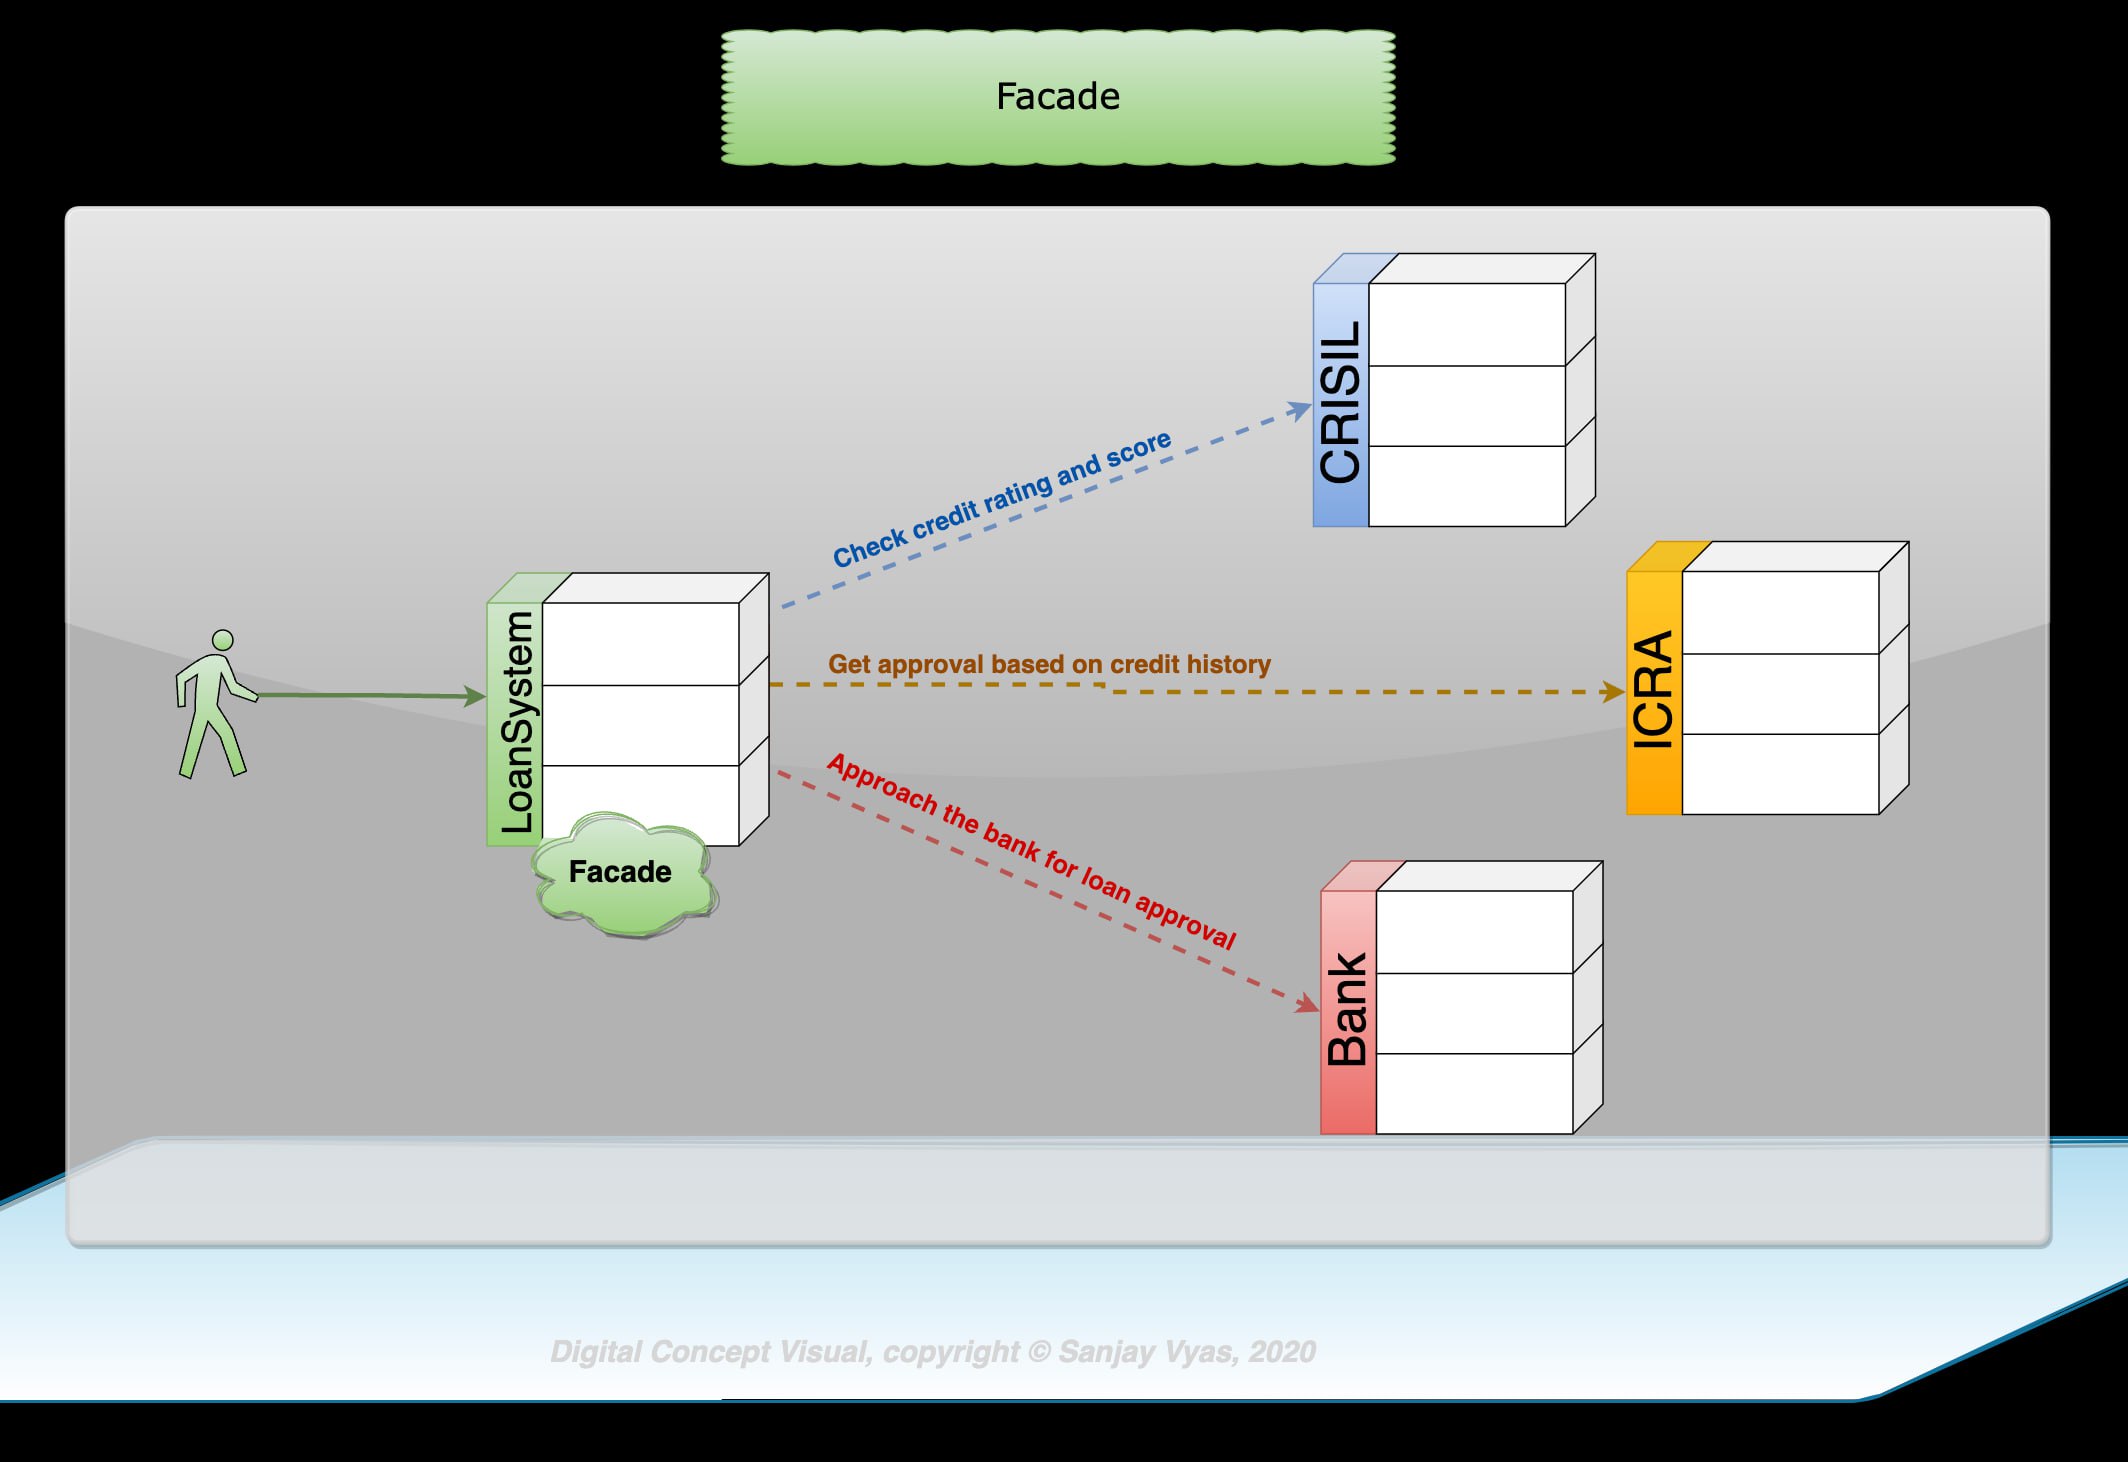 Facade
CRISIL
Check credit rating and score
LoanSystem
Get approval based on credit history
ICRA
Approach the bank for loan approval
Facade
Bank
Digital Concept Visual, copyright © Sanjay Vyas, 2020